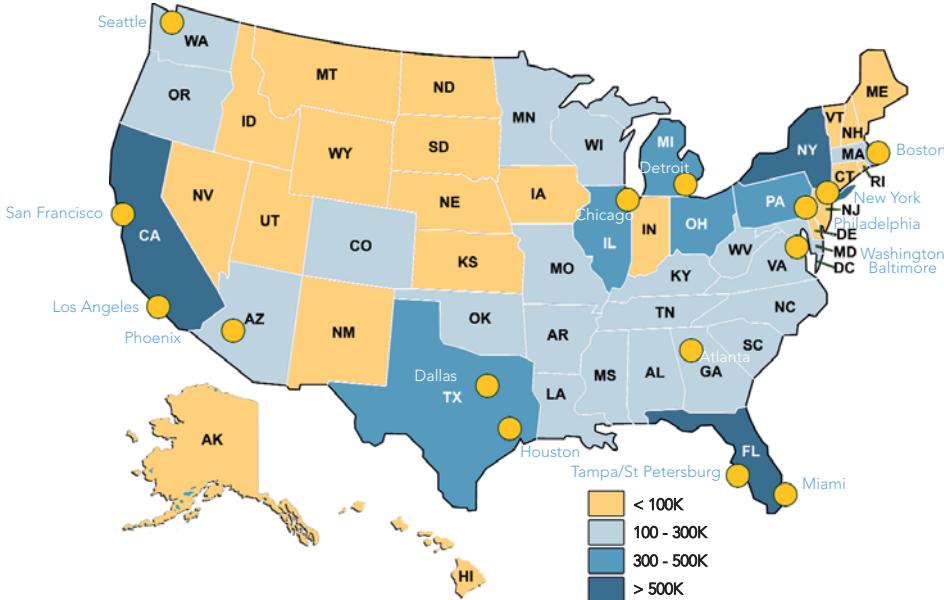 Seattle
WA
MT
ND
ME
OR
MN
VT
ID
NH
WI
MI
SD
NY
MA
Boston
WY
Detroit
CT
RI
NV
NE
IA
New York
San Francisco
Chicago
PA
NJ
UT
IN
OH
Philadelphia
CA
CO
IL
DE
WV
MD
Washington
KS
MO
VA
DC
Baltimore
KY
Los Angeles
NC
AZ
OK
TN
Phoenix
NM
AR
SC
Atlanta
Dallas
MS
AL
GA
TX
LA
AK
Houston
FL
Tampa/St Petersburg
Miami
< 100K
100 - 300K
300 - 500K
> 500K
HI